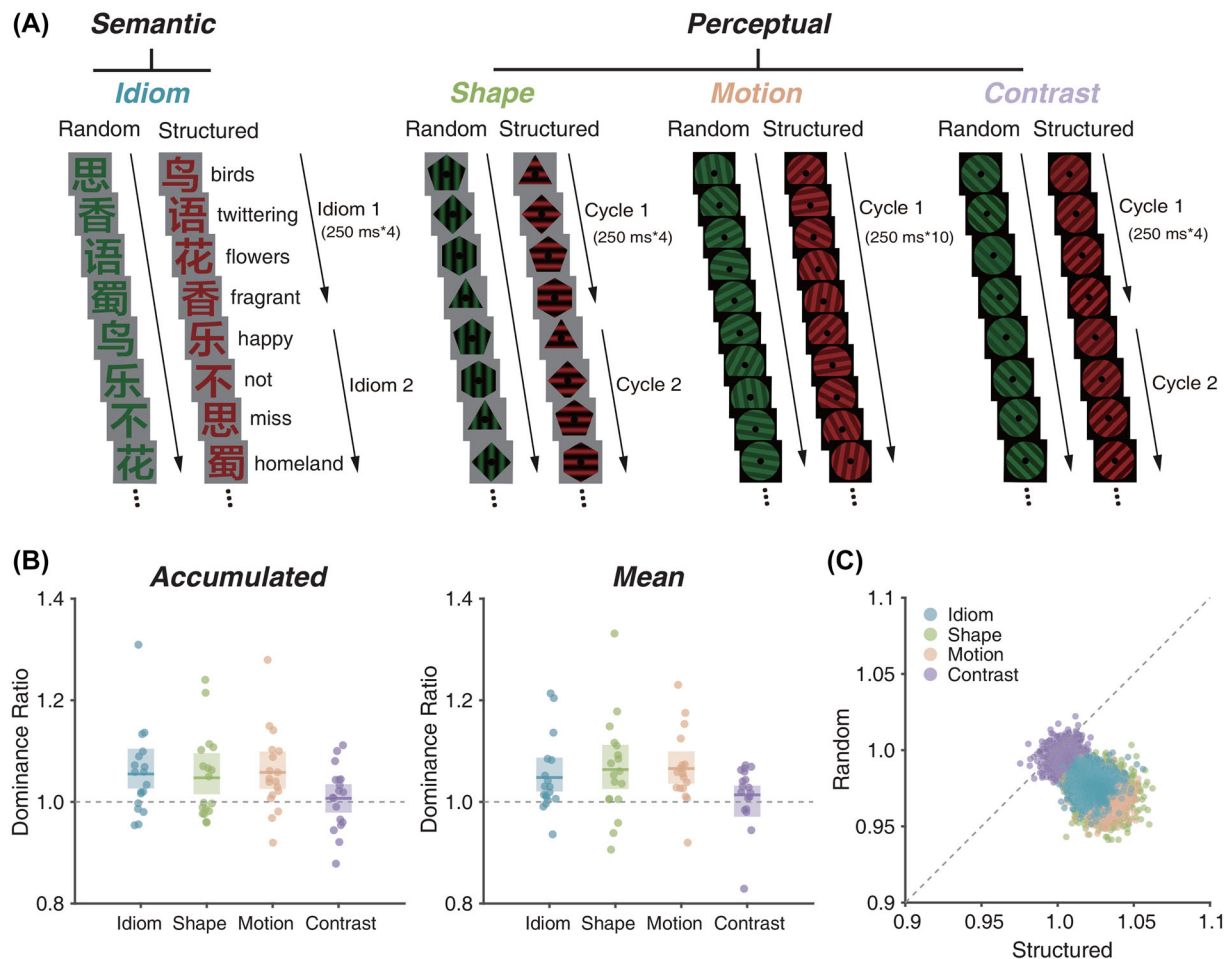 (A)
Semantic
Perceptual
Idiom
Shape
Motion
Contrast
Random Structured
Random Structured
Random Structured
Random Structured
思 鸟 birds
香 语 twittering
语 花 flowers
蜀 香 fragrant
鸟 乐 happy
乐 不 not
不 思 miss
花 蜀 homeland
Idiom 1
(250 ms*4)
Idiom 2
Cycle 1
(250 ms*4)
Cycle 2
Cycle 1
(250 ms*10)
Cycle 1
(250 ms*4)
Cycle 2
(B)
Accumulated
Dominance Ratio
1.4
1.2
1.0
0.8
Idiom Shape Motion Contrast
Mean
Dominance Ratio
1.4
1.2
1.0
0.8
Idiom Shape Motion Contrast
(C)
Random
1.1
1.05
1.0
0.95
0.9
Idiom
Shape
Motion
Contrast
0.9 0.95 1.0 1.05 1.1
Structured